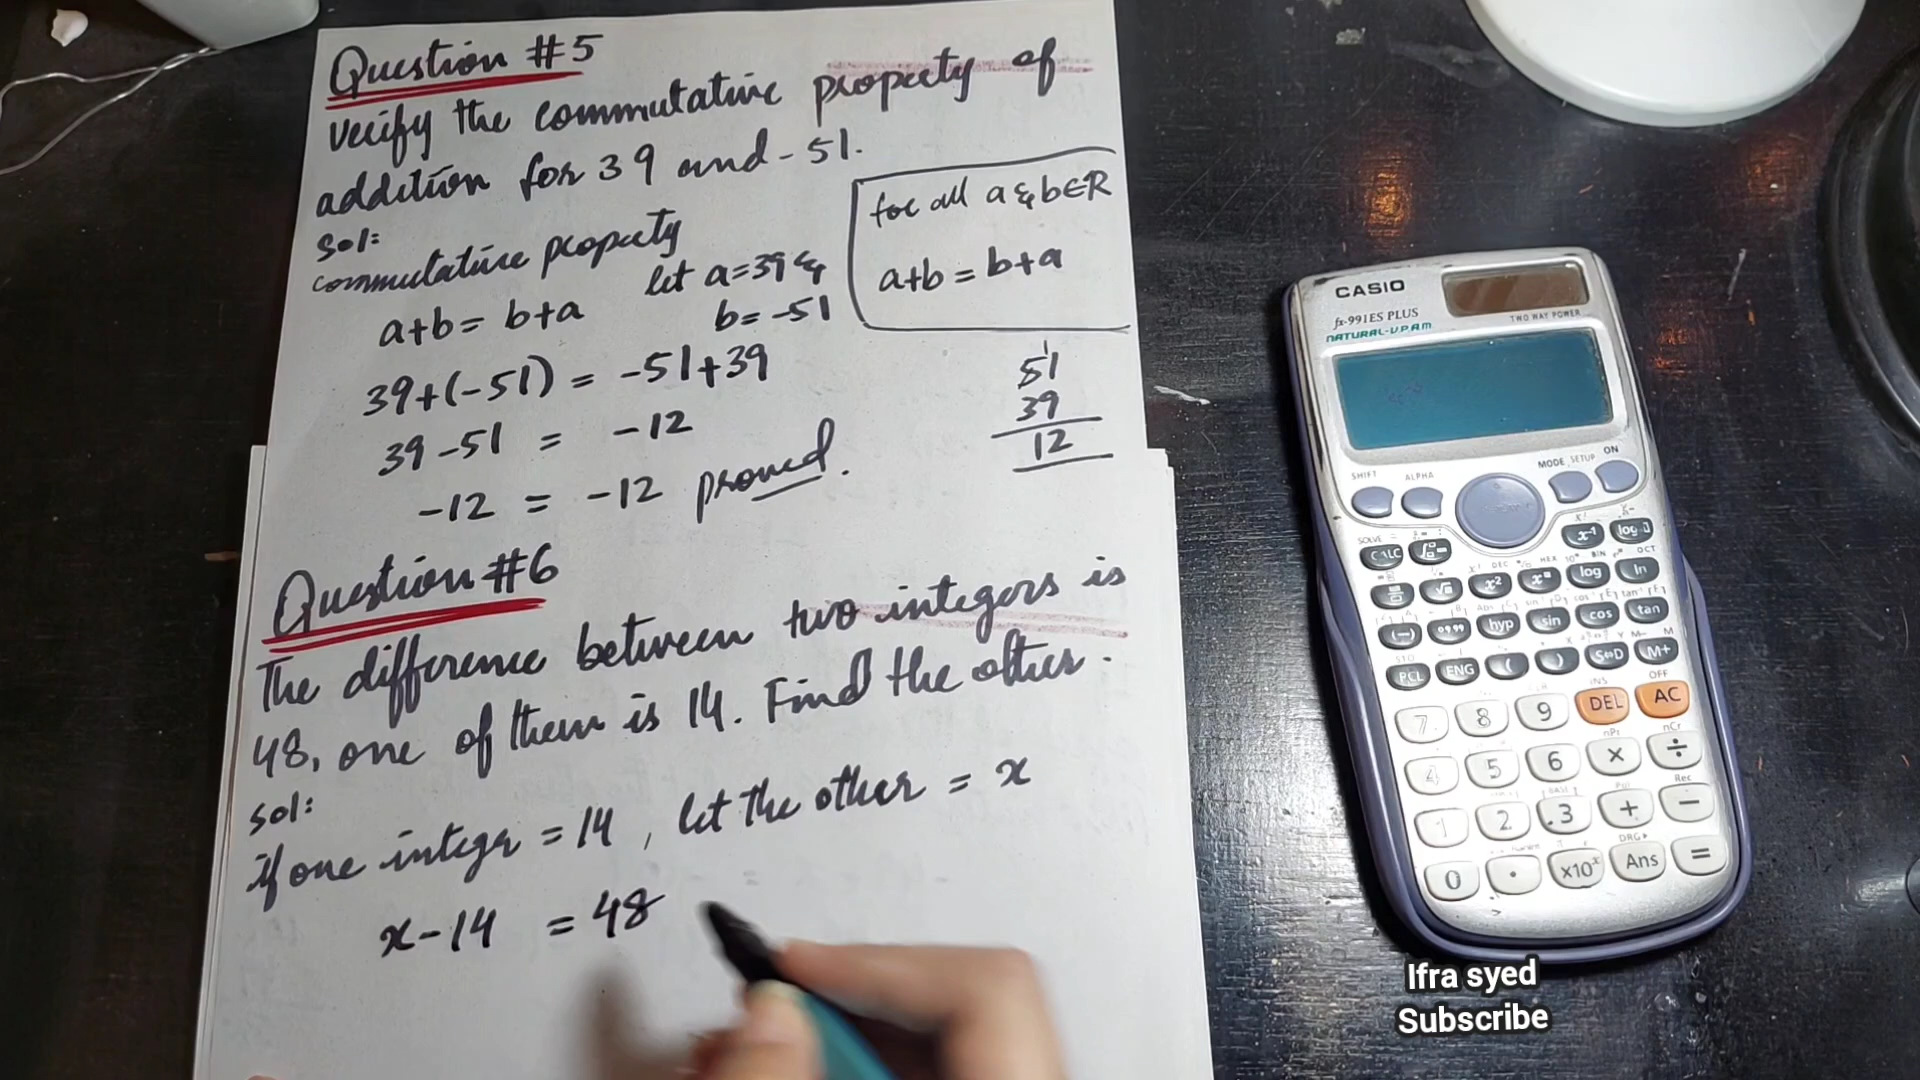 Question #5
verify the commutative property of
addition for 39 and -51.
Sol:
commutative property
let a=39 &
b= -51
a+b= b+a
39+(-51) = -51+39
39-51 = -12
-12 = -12 proved.
for all a & b∈R
a+b = b+a
51
39
12
Question #6
The difference between two integers is
48, one of them is 14. Find the other.
Sol:
if one integer = 14, let the other = x
x-14 = 48
CASIO
fx-991ES PLUS
NATURAL-V.P.A.M.
TWO WAY POWER
SHIFT ALPHA MODE SETUP ON
SOLVE
CALC x⁻¹
log ln
hyp sin cos tan
RCL ENG ( ) S⇔D M+
7 8 9 DEL AC
4 5 6 × ÷
1 2 3 + −
0 . ×10ˣ Ans =
Ifra syed
Subscribe